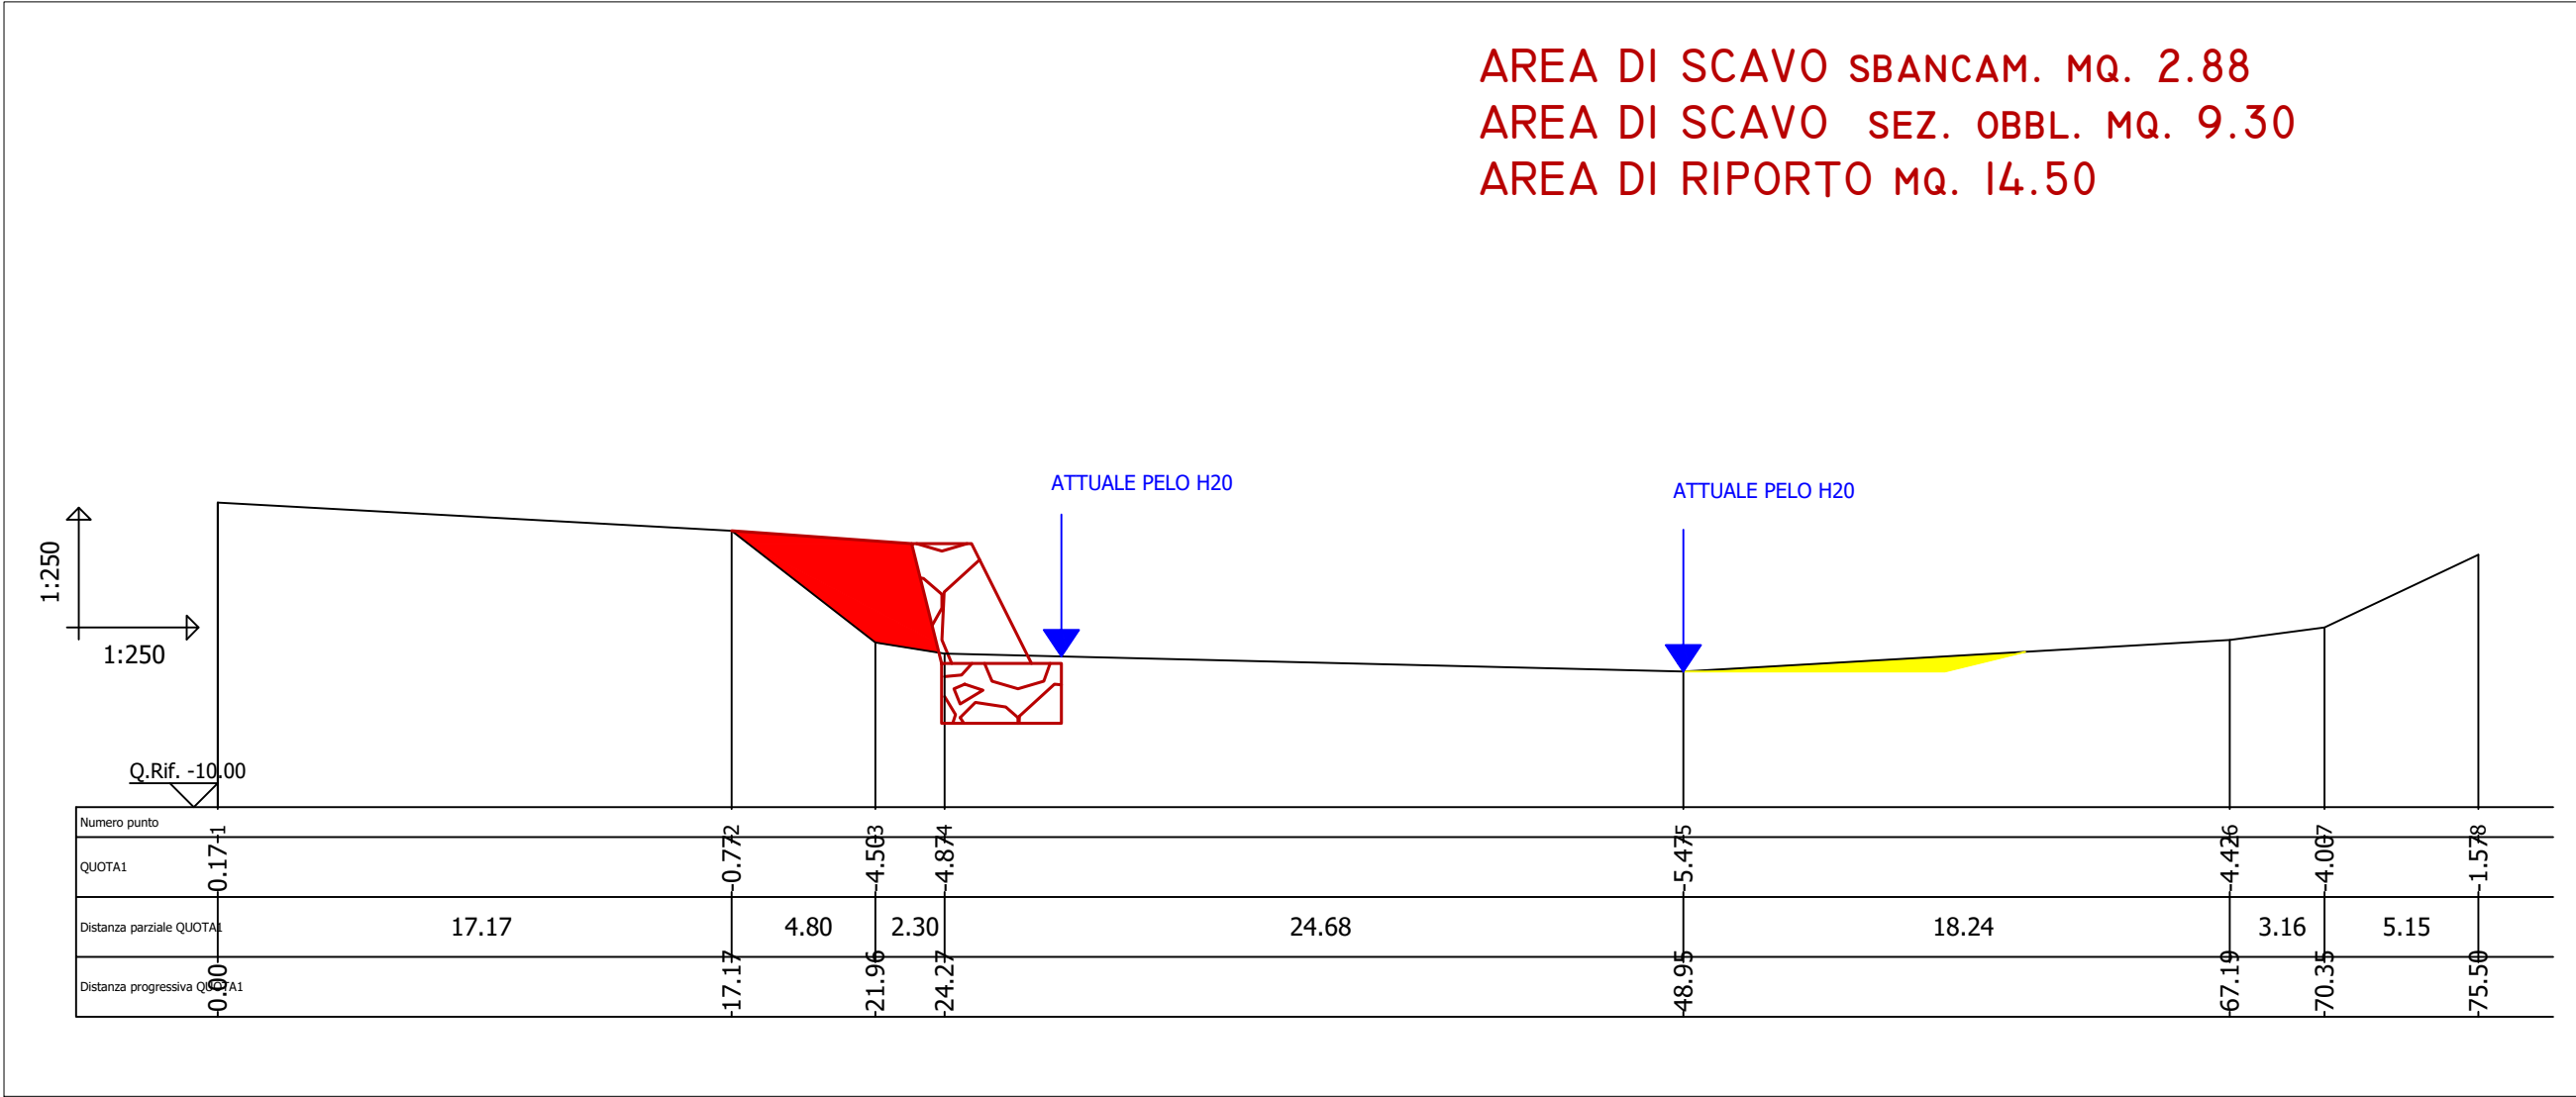 AREA DI SCAVO SBANCAM. MQ. 2.88
AREA DI SCAVO SEZ. OBBL. MQ. 9.30
AREA DI RIPORTO MQ. 14.50
ATTUALE PELO H20
ATTUALE PELO H20
1:250
1:250
Q.Rif. -10.00
Numero punto 1 2 3 4 5 6 7 8
QUOTA1 0.17 -0.77 -4.50 -4.87 -5.47 -4.42 -4.00 -1.57
Distanza parziale QUOTA1 17.17 4.80 2.30 24.68 18.24 3.16 5.15
Distanza progressiva QUOTA1 0.00 17.17 21.96 24.27 48.95 67.19 70.35 75.50